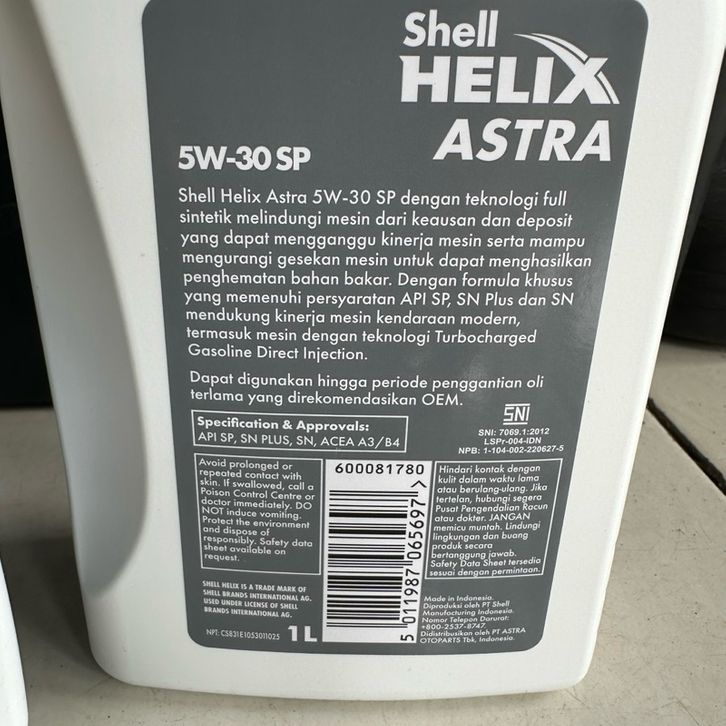 Shell
HELIX
ASTRA
5W-30 SP
Shell Helix Astra 5W-30 SP dengan teknologi full
sintetik melindungi mesin dari keausan dan deposit
yang dapat mengganggu kinerja mesin serta mampu
mengurangi gesekan mesin untuk dapat menghasilkan
penghematan bahan bakar. Dengan formula khusus
yang memenuhi persyaratan API SP, SN Plus dan SN
mendukung kinerja mesin kendaraan modern,
termasuk mesin dengan teknologi Turbocharged
Gasoline Direct Injection.
Dapat digunakan hingga periode penggantian oli
terlama yang direkomendasikan OEM.
Specification & Approvals:
API SP, SN PLUS, SN, ACEA A3/B4
SNI
SNI: 7069.1:2012
LSPr-004-IDN
NPB: 1-104-002-220627-5
Avoid prolonged or
repeated contact with
skin. If swallowed, call a
Poison Control Centre or
doctor immediately. DO
NOT induce vomiting.
Protect the environment
and dispose of
responsibly. Safety data
sheet available on
request.
600081780
5 011987 065697 >
Hindari kontak dengan
kulit dalam waktu lama
atau berulang-ulang. Jika
tertelan, hubungi segera
Pusat Pengendalian Racun
atau dokter. JANGAN
memicu muntah. Lindungi
lingkungan dan buang
produk secara
bertanggung jawab.
Safety Data Sheet tersedia
sesuai dengan permintaan.
SHELL HELIX IS A TRADE MARK OF
SHELL BRANDS INTERNATIONAL AG.
USED UNDER LICENSE OF SHELL
BRANDS INTERNATIONAL AG.
NPT: CS831E1053011025
1 L
Made in Indonesia.
Diproduksi oleh PT Shell
Manufacturing Indonesia.
Nomor Telepon Darurat:
+800-2537-8747.
Didistribusikan oleh PT ASTRA
OTOPARTS Tbk, Indonesia.